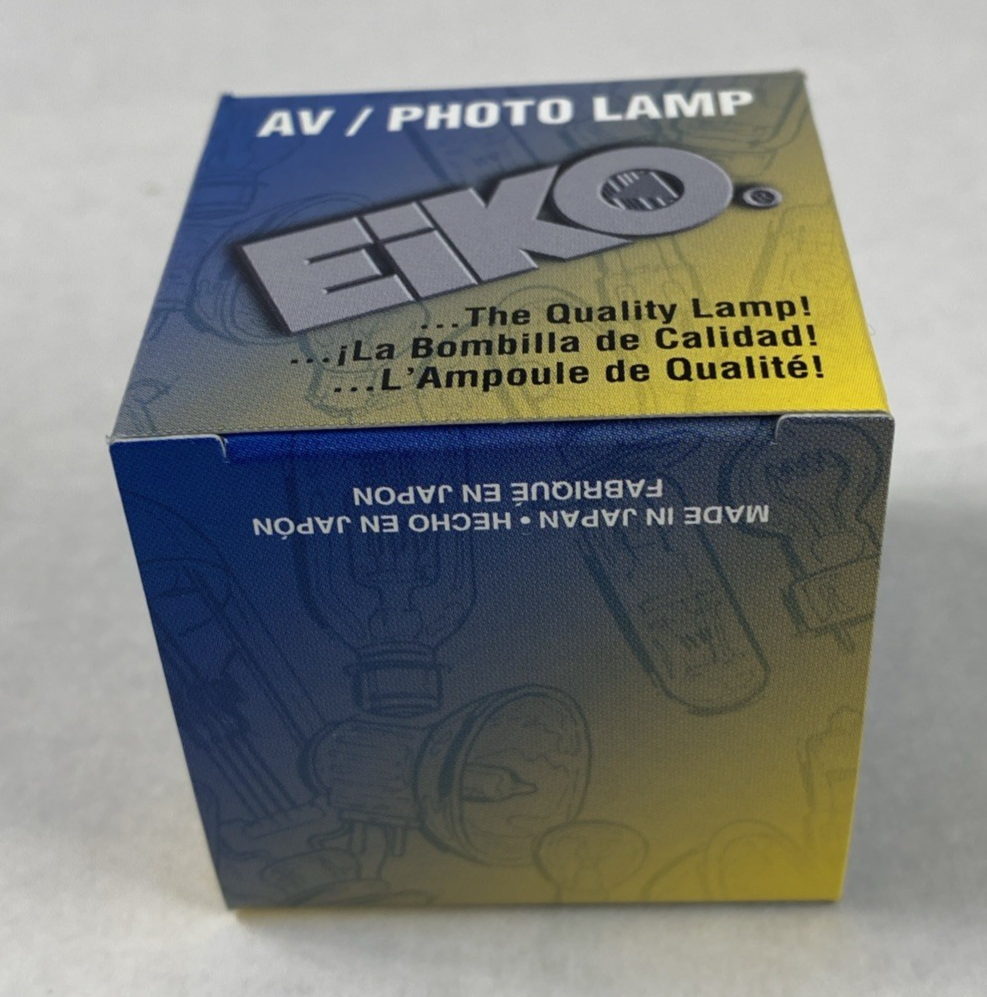 AV / PHOTO LAMP
EiKO®
...The Quality Lamp!
...¡La Bombilla de Calidad!
...L'Ampoule de Qualité!
MADE IN JAPAN • HECHO EN JAPÓN
FABRIQUÉ EN JAPON